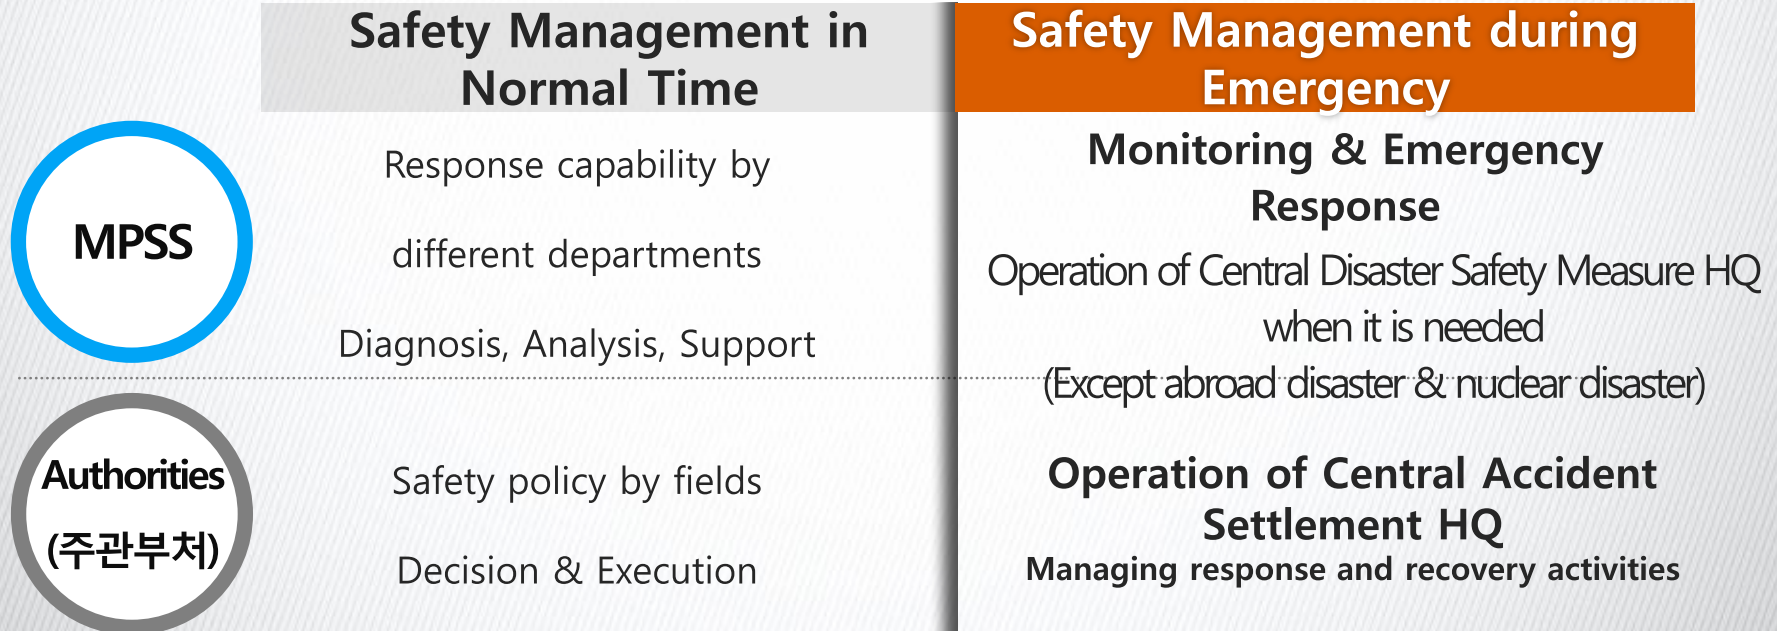 Safety Management in
Normal Time
Safety Management during
Emergency
MPSS
Response capability by
different departments
Diagnosis, Analysis, Support
Monitoring & Emergency
Response
Operation of Central Disaster Safety Measure HQ
when it is needed
(Except abroad disaster & nuclear disaster)
Authorities
(주관부처)
Safety policy by fields
Decision & Execution
Operation of Central Accident
Settlement HQ
Managing response and recovery activities